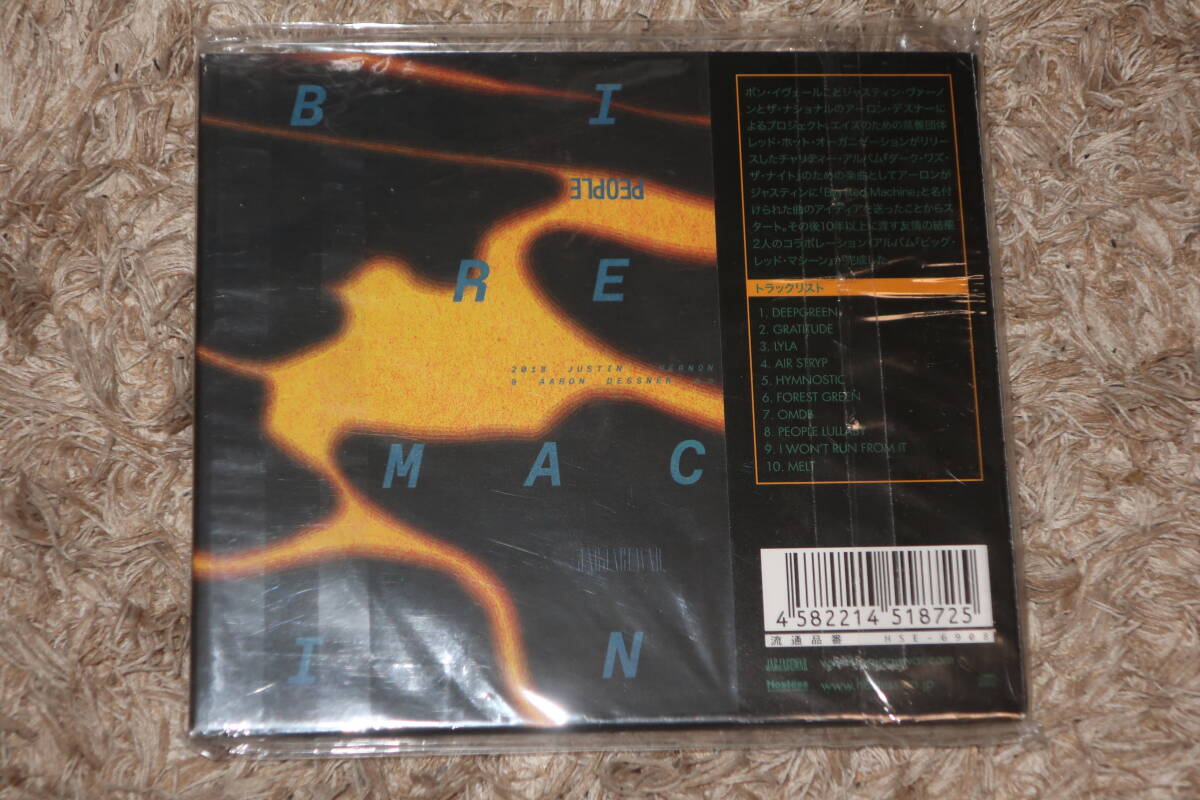 B I
PEOPLE
R E
2018 JUSTIN VERNON
& AARON DESSNER
M A C
JAGJAGUWAR
I N
ボン・イヴェールことジャスティン・ヴァーノ
ンとザ・ナショナルのアーロン・デスナーに
よるプロジェクト。エイズのための慈善団体
レッド・ホット・オーガニゼーションがリリー
スしたチャリティー・アルバム『ダーク・ワズ・
ザ・ナイト』のための楽曲としてアーロンが
ジャスティンに「Big Red Machine」と名付
けられた曲のアイディアを送ったことからス
タート。その後10年以上に渡す友情の結晶
2人のコラボレーション・アルバム『ビッグ・
レッド・マシーン』が完成した。
トラックリスト
1. DEEPGREEN
2. GRATITUDE
3. LYLA
4. AIR STRYP
5. HYMNOSTIC
6. FOREST GREEN
7. OMDB
8. PEOPLE LULLABY
9. I WON'T RUN FROM IT
10. MELT
4 582214 518725
流通品番 HSE-6908
JAGJAGUWAR
Hostess